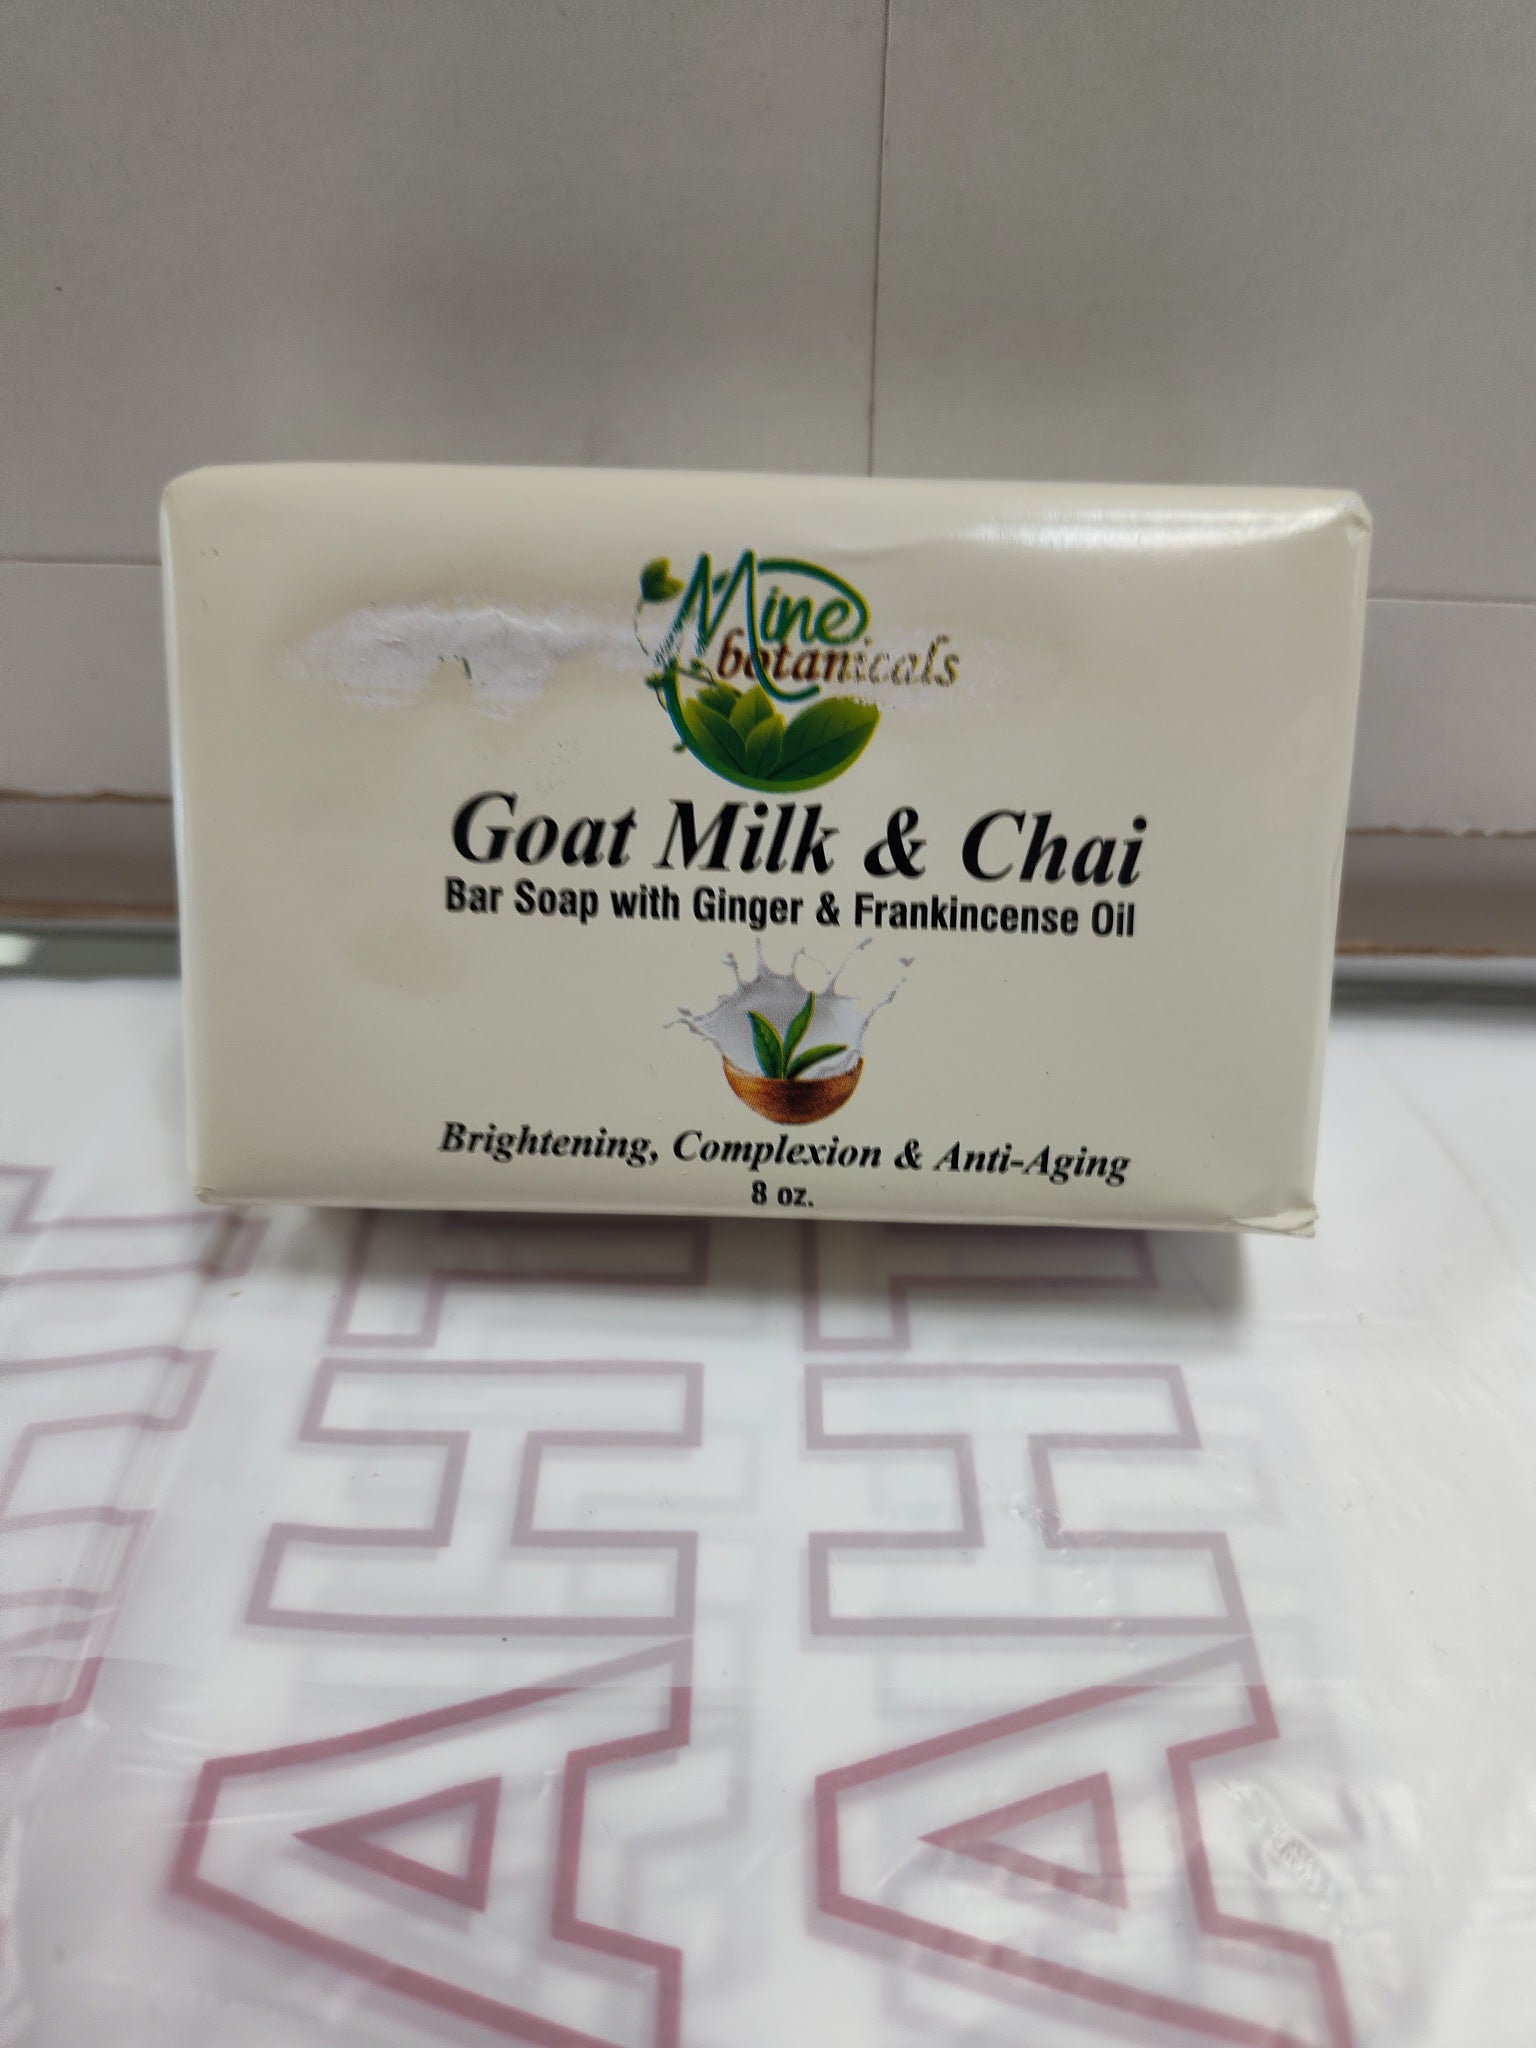 Mine
botanicals
Goat Milk & Chai
Bar Soap with Ginger & Frankincense Oil
Brightening, Complexion & Anti-Aging
8 oz.